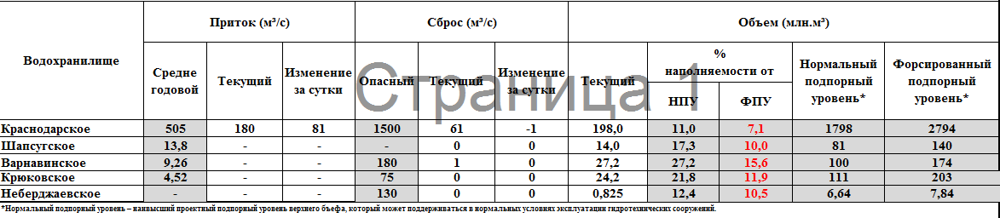 Водохранилище Приток (м³/с) Сброс (м³/с) Объем (млн.м³)
Средне годовой Текущий Изменение за сутки Опасный Текущий Изменение за сутки Текущий % наполняемости от НПУ ФПУ Нормальный подпорный уровень* Форсированный подпорный уровень*
Страница 1
Краснодарское 505 180 81 1500 61 -1 198,0 11,0 7,1 1798 2794
Шапсугское 13,8 - - - 0 0 14,0 17,3 10,0 81 140
Варнавинское 9,26 - - 180 1 0 27,2 27,2 15,6 100 174
Крюковское 4,52 - - 75 0 0 24,2 21,8 11,9 111 203
Неберджаевское - - - 130 0 0 0,825 12,4 10,5 6,64 7,84
*Нормальный подпорный уровень – наивысший проектный подпорный уровень верхнего бъефа, который может поддерживаться в нормальных условиях эксплуатации гидротехнических сооружений.